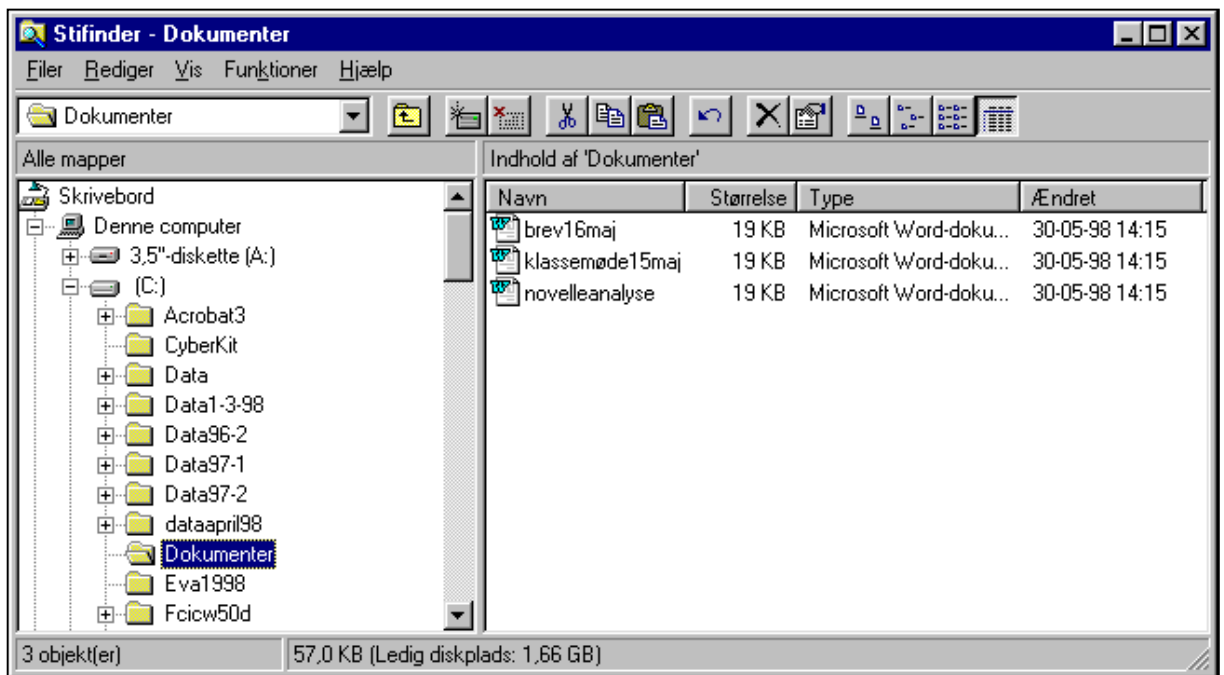 Stifinder - Dokumenter
Filer Rediger Vis Funktioner Hjælp
Dokumenter
Alle mapper
Indhold af 'Dokumenter'
Skrivebord
Denne computer
3,5"-diskette (A:)
(C:)
Acrobat3
CyberKit
Data
Data1-3-98
Data96-2
Data97-1
Data97-2
dataapril98
Dokumenter
Eva1998
Fcicw50d
Navn Størrelse Type Ændret
brev16maj 19 KB Microsoft Word-doku... 30-05-98 14:15
klassemøde15maj 19 KB Microsoft Word-doku... 30-05-98 14:15
novelleanalyse 19 KB Microsoft Word-doku... 30-05-98 14:15
3 objekt(er) 57,0 KB (Ledig diskplads: 1,66 GB)